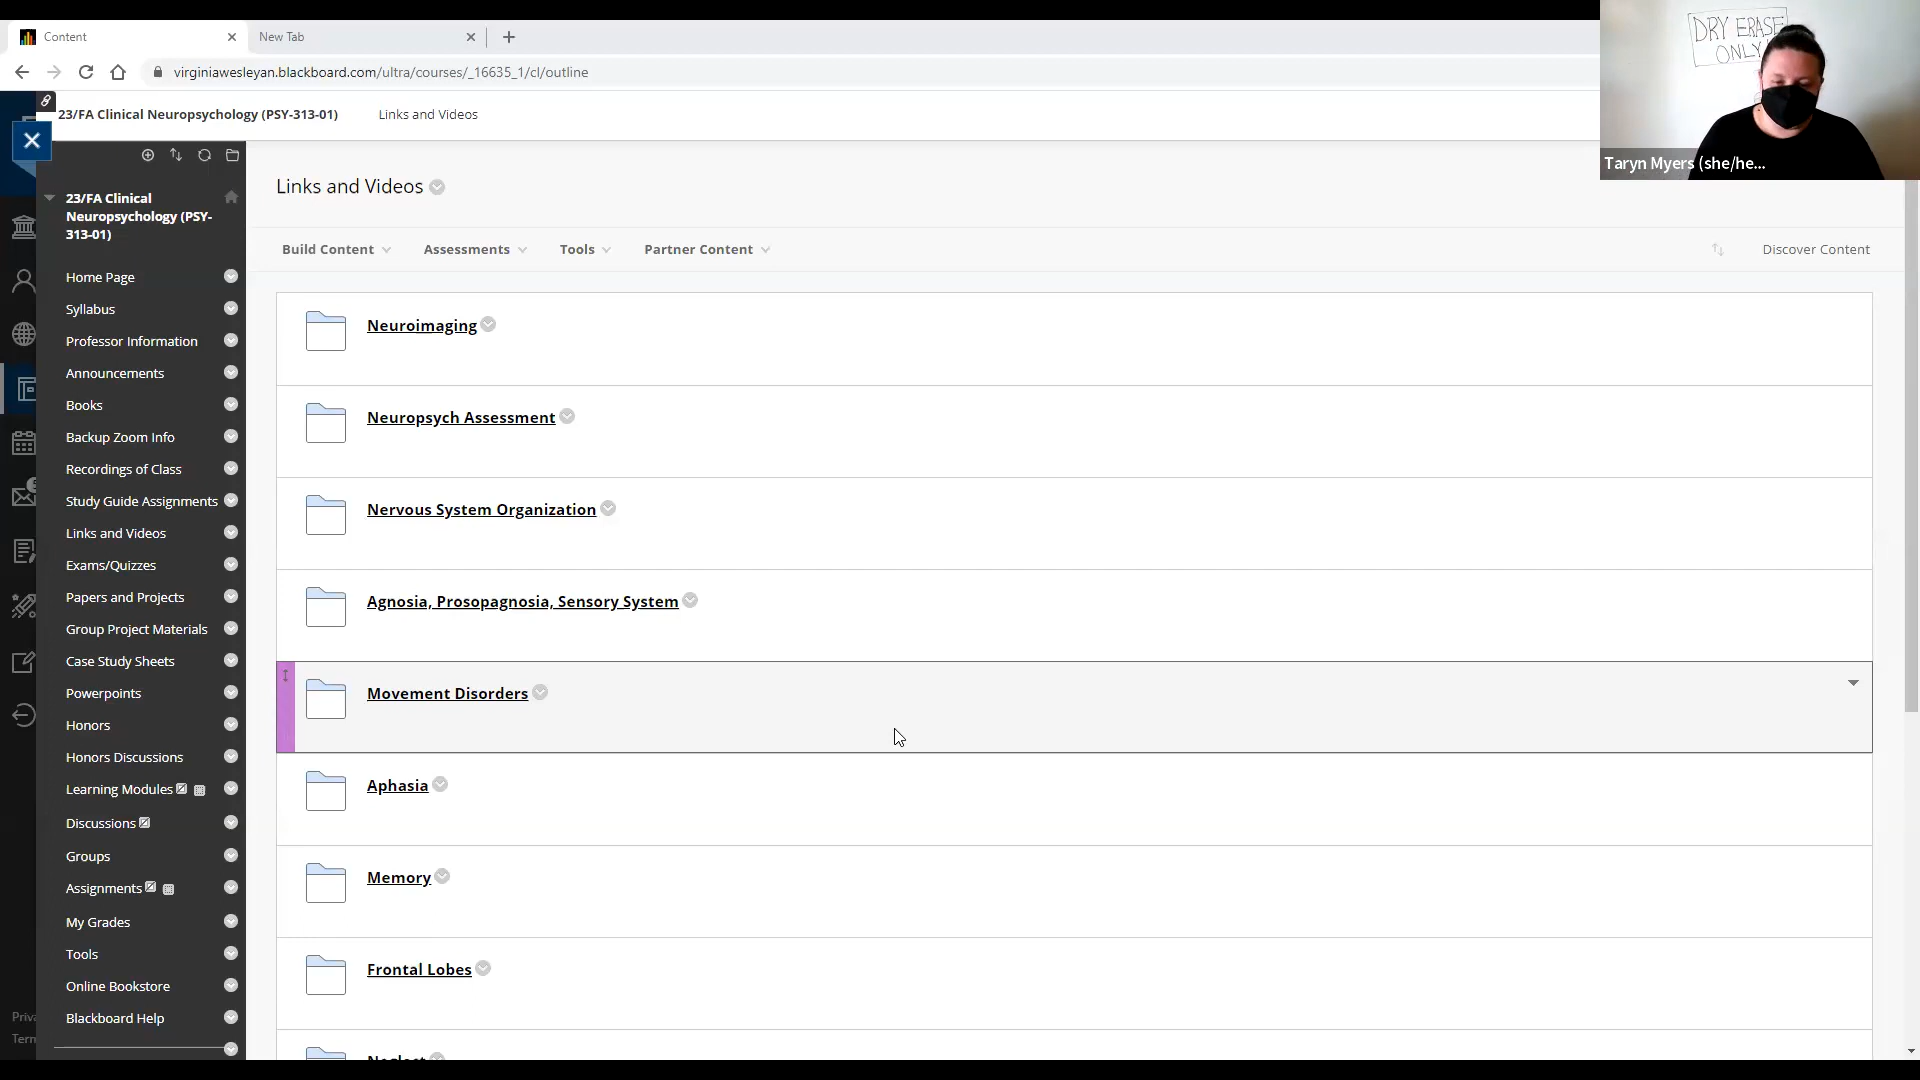 Content
New Tab
virginiawesleyan.blackboard.com/ultra/courses/_16635_1/cl/outline
DRY ERASE
ONLY
Taryn Myers (she/he...
23/FA Clinical Neuropsychology (PSY-313-01)
Links and Videos
23/FA Clinical
Neuropsychology (PSY-
313-01)
Home Page
Syllabus
Professor Information
Announcements
Books
Backup Zoom Info
Recordings of Class
Study Guide Assignments
Links and Videos
Exams/Quizzes
Papers and Projects
Group Project Materials
Case Study Sheets
Powerpoints
Honors
Honors Discussions
Learning Modules
Discussions
Groups
Assignments
My Grades
Tools
Online Bookstore
Blackboard Help
Priva
Term
Links and Videos
Build Content
Assessments
Tools
Partner Content
Discover Content
Neuroimaging
Neuropsych Assessment
Nervous System Organization
Agnosia, Prosopagnosia, Sensory System
Movement Disorders
Aphasia
Memory
Frontal Lobes
Neglect